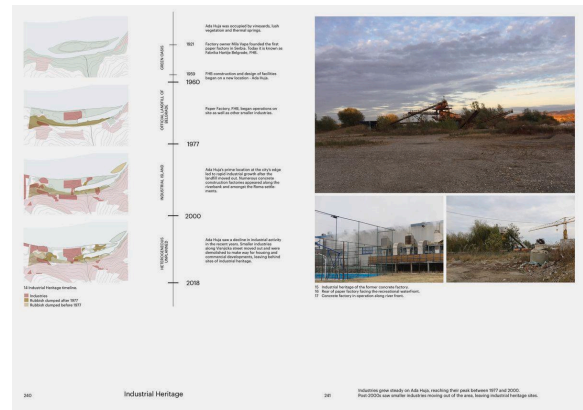 Ada Huja was occupied by vineyards, lush
vegetation and thermal springs.
GREEN OASIS
1921
Factory owner Milo Vapa founded the first
paper factory in Serbia. Today it is known as
Fabrika Hartije Belgrade, FHB.
1959
FHB construction and design of facilities
began on a new location - Ada Huja.
1960
OFFICIAL LANDFILL OF
BELGRADE
Paper Factory, FHB, began operations on
site as well as other smaller industries.
1977
INDUSTRIAL ISLAND
Ada Huja's prime location at the city's edge
led to rapid industrial growth after the
landfill moved out. Numerous concrete
construction factories appeared along the
riverbank and amongst the Roma settle-
ments.
2000
HETEROGENEOUS
Ada Huja saw a decline in industrial activity
in the recent years. Smaller industries
along Višnjička street moved out and were
demolished to make way for housing and
commercial developments, leaving behind
sites of industrial heritage.
2018
14 Industrial Heritage timeline.
Industries
Rubbish dumped after 1977
Rubbish dumped before 1977
15 Industrial heritage of the former concrete factory.
16 Rear of paper factory facing the recreational waterfront.
17 Concrete factory in operation along river front.
240
Industrial Heritage
241
Industries grew steady on Ada Huja, reaching their peak between 1977 and 2000.
Post-2000s saw smaller industries moving out of the area, leaving industrial heritage sites.